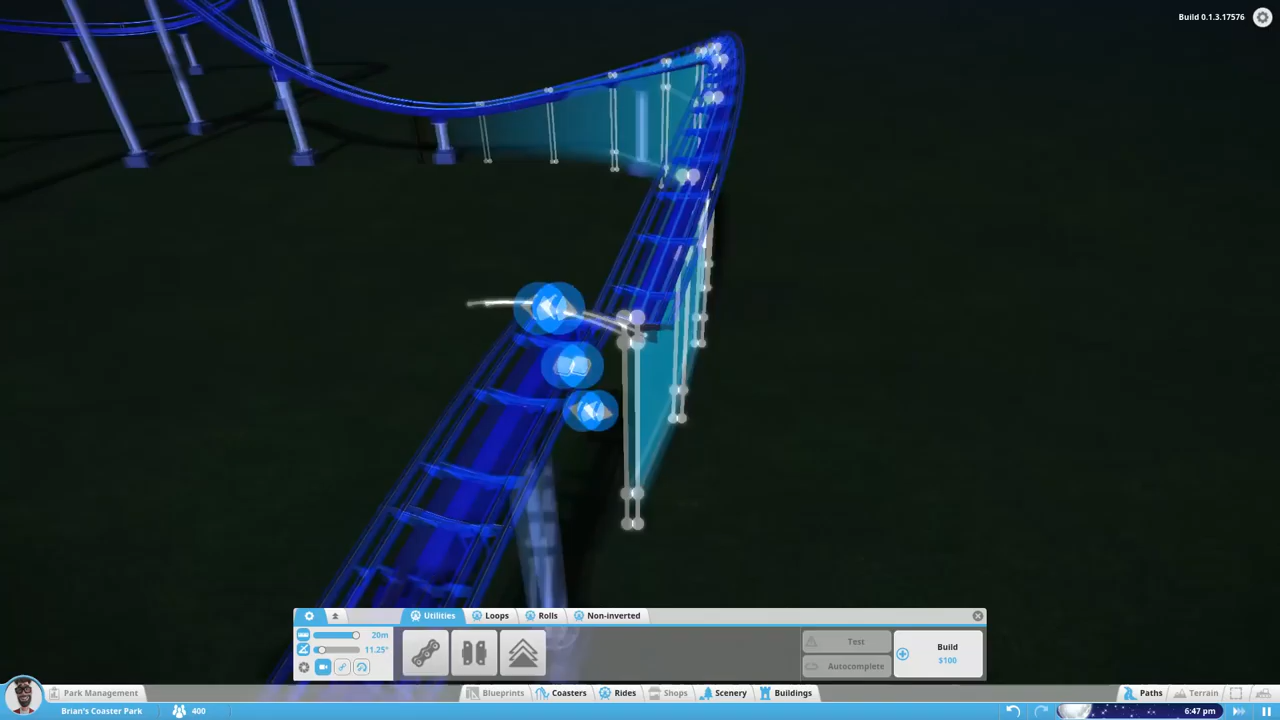 Build 0.1.3.17576
Utilities
Loops
Rolls
Non-inverted
20m
11.25°
Test
Autocomplete
Build
$100
Park Management
Blueprints
Coasters
Rides
Shops
Scenery
Buildings
Paths
Terrain
Brian's Coaster Park
400
6:47 pm